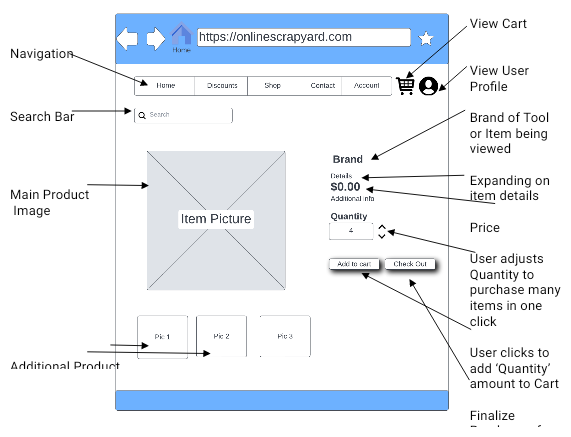 View Cart
https://onlinescrapyard.com
Home
Navigation
View User
Profile
Home Discounts Shop Contact Account
Search Bar
Search
Brand of Tool
or Item being
viewed
Brand
Details
$0.00
Additional info
Expanding on
item details
Main Product
Image
Item Picture
Quantity
4
Price
User adjusts
Quantity to
purchase many
items in one
click
Add to cart Check Out
Pic 1 Pic 2 Pic 3
Additional Product
User clicks to
add ‘Quantity’
amount to Cart
Finalize